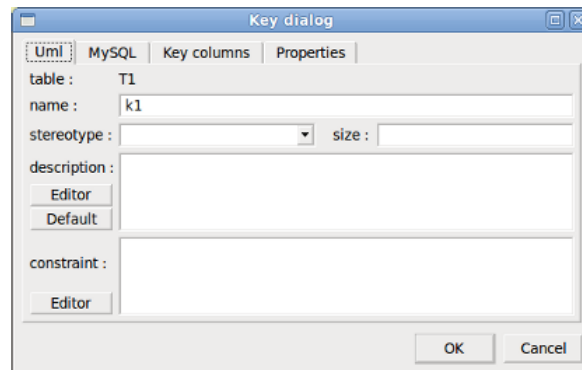 Key dialog
Uml MySQL Key columns Properties
table : T1
name : k1
stereotype : size :
description :
Editor
Default
constraint :
Editor
OK Cancel